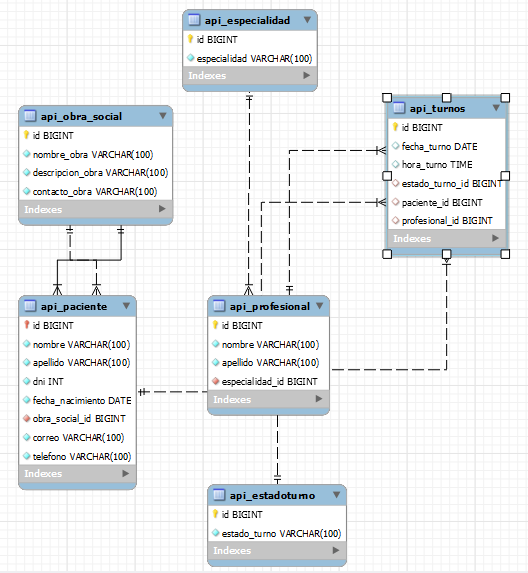 api_especialidad
id BIGINT
especialidad VARCHAR(100)
Indexes
api_obra_social
id BIGINT
nombre_obra VARCHAR(100)
descripcion_obra VARCHAR(100)
contacto_obra VARCHAR(100)
Indexes
api_turnos
id BIGINT
fecha_turno DATE
hora_turno TIME
estado_turno_id BIGINT
paciente_id BIGINT
profesional_id BIGINT
Indexes
api_paciente
id BIGINT
nombre VARCHAR(100)
apellido VARCHAR(100)
dni INT
fecha_nacimiento DATE
obra_social_id BIGINT
correo VARCHAR(100)
telefono VARCHAR(100)
Indexes
api_profesional
id BIGINT
nombre VARCHAR(100)
apellido VARCHAR(100)
especialidad_id BIGINT
Indexes
api_estadoturno
id BIGINT
estado_turno VARCHAR(100)
Indexes